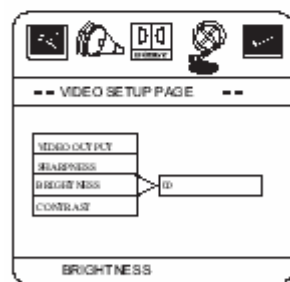 -- VIDEO SETUP PAGE --
VIDEO OUTPUT
SHARPNESS
BRIGHTNESS
CONTRAST
BRIGHTNESS